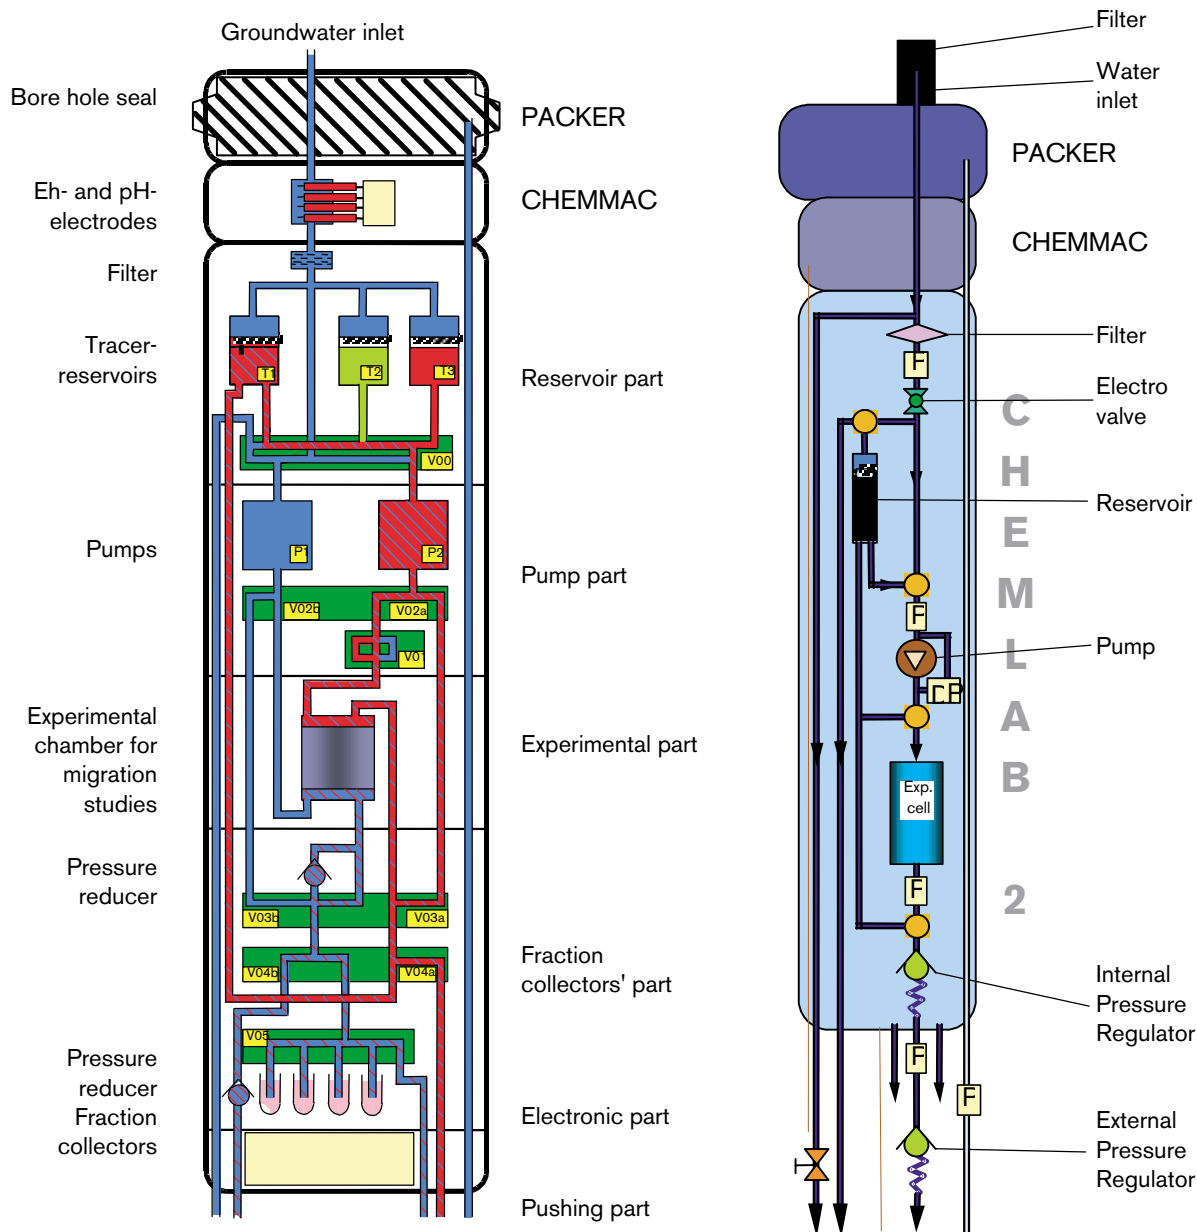 Groundwater inlet
Bore hole seal
PACKER
Eh- and pH-
electrodes
CHEMMAC
Filter
Tracer-
reservoirs
T1
T2
T3
Reservoir part
V00
Pumps
P1
P2
Pump part
V02b
V02a
V01
Experimental
chamber for
migration
studies
Experimental part
Pressure
reducer
V03b
V03a
V04b
V04a
Fraction
collectors' part
V05
Pressure
reducer
Fraction
collectors
Electronic part
Pushing part
Filter
Water
inlet
PACKER
CHEMMAC
Filter
F
Electro
valve
C
H
E
M
L
A
B
2
Reservoir
F
Pump
DP
Exp.
cell
F
Internal
Pressure
Regulator
F
F
External
Pressure
Regulator